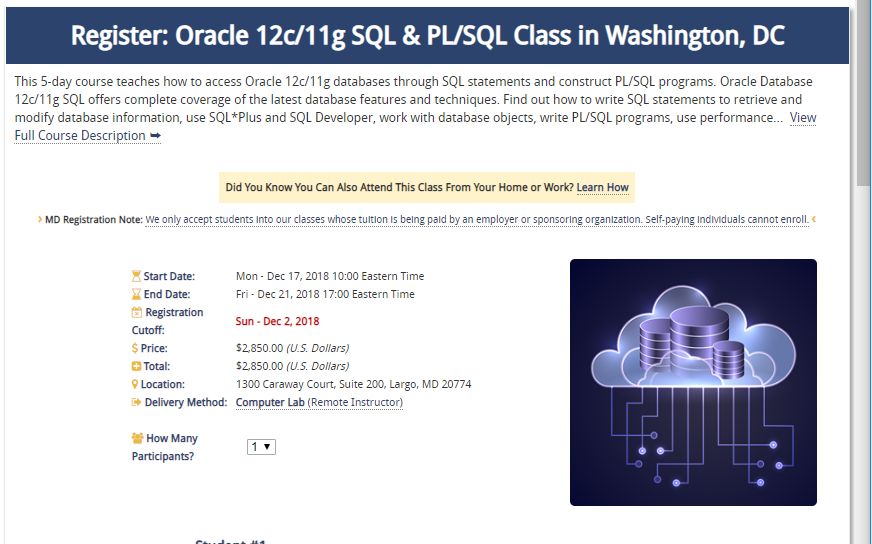 Register: Oracle 12c/11g SQL & PL/SQL Class in Washington, DC
This 5-day course teaches how to access Oracle 12c/11g databases through SQL statements and construct PL/SQL programs. Oracle Database
12c/11g SQL offers complete coverage of the latest database features and techniques. Find out how to write SQL statements to retrieve and
modify database information, use SQL*Plus and SQL Developer, work with database objects, write PL/SQL programs, use performance... View
Full Course Description ➥
Did You Know You Can Also Attend This Class From Your Home or Work? Learn How
› MD Registration Note: We only accept students into our classes whose tuition is being paid by an employer or sponsoring organization. Self-paying individuals cannot enroll. ‹
Start Date: Mon - Dec 17, 2018 10:00 Eastern Time
End Date: Fri - Dec 21, 2018 17:00 Eastern Time
Registration
Cutoff: Sun - Dec 2, 2018
Price: $2,850.00 (U.S. Dollars)
Total: $2,850.00 (U.S. Dollars)
Location: 1300 Caraway Court, Suite 200, Largo, MD 20774
Delivery Method: Computer Lab (Remote Instructor)
How Many
Participants? 1
Student #1